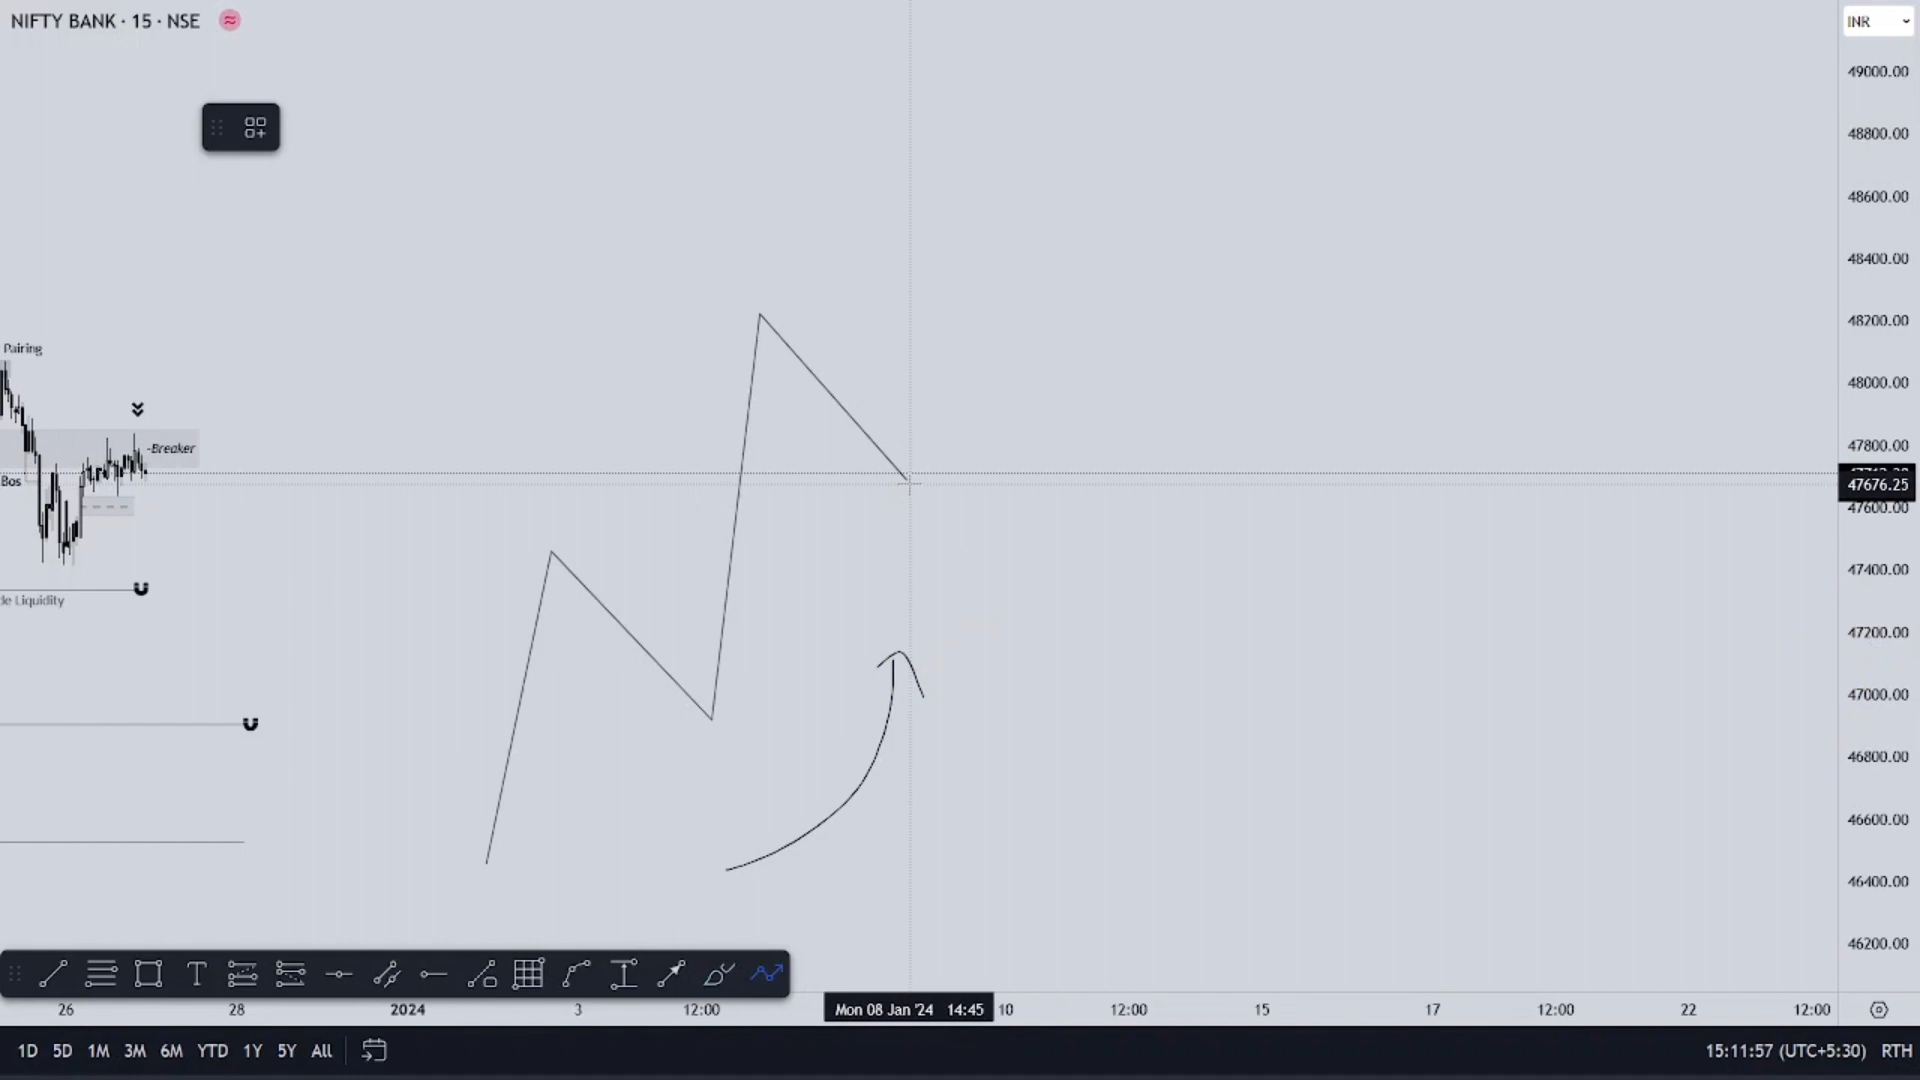 NIFTY BANK · 15 · NSE
INR
49000.00
48800.00
48600.00
48400.00
48200.00
Pairing
48000.00
-Breaker
47800.00
Bos
47676.25
47600.00
47400.00
de Liquidity
47200.00
47000.00
46800.00
46600.00
46400.00
46200.00
T
26 28 2024 3 12:00 Mon 08 Jan '24 14:45 10 12:00 15 17 12:00 22 12:00
1D 5D 1M 3M 6M YTD 1Y 5Y All 15:11:57 (UTC+5:30) RTH